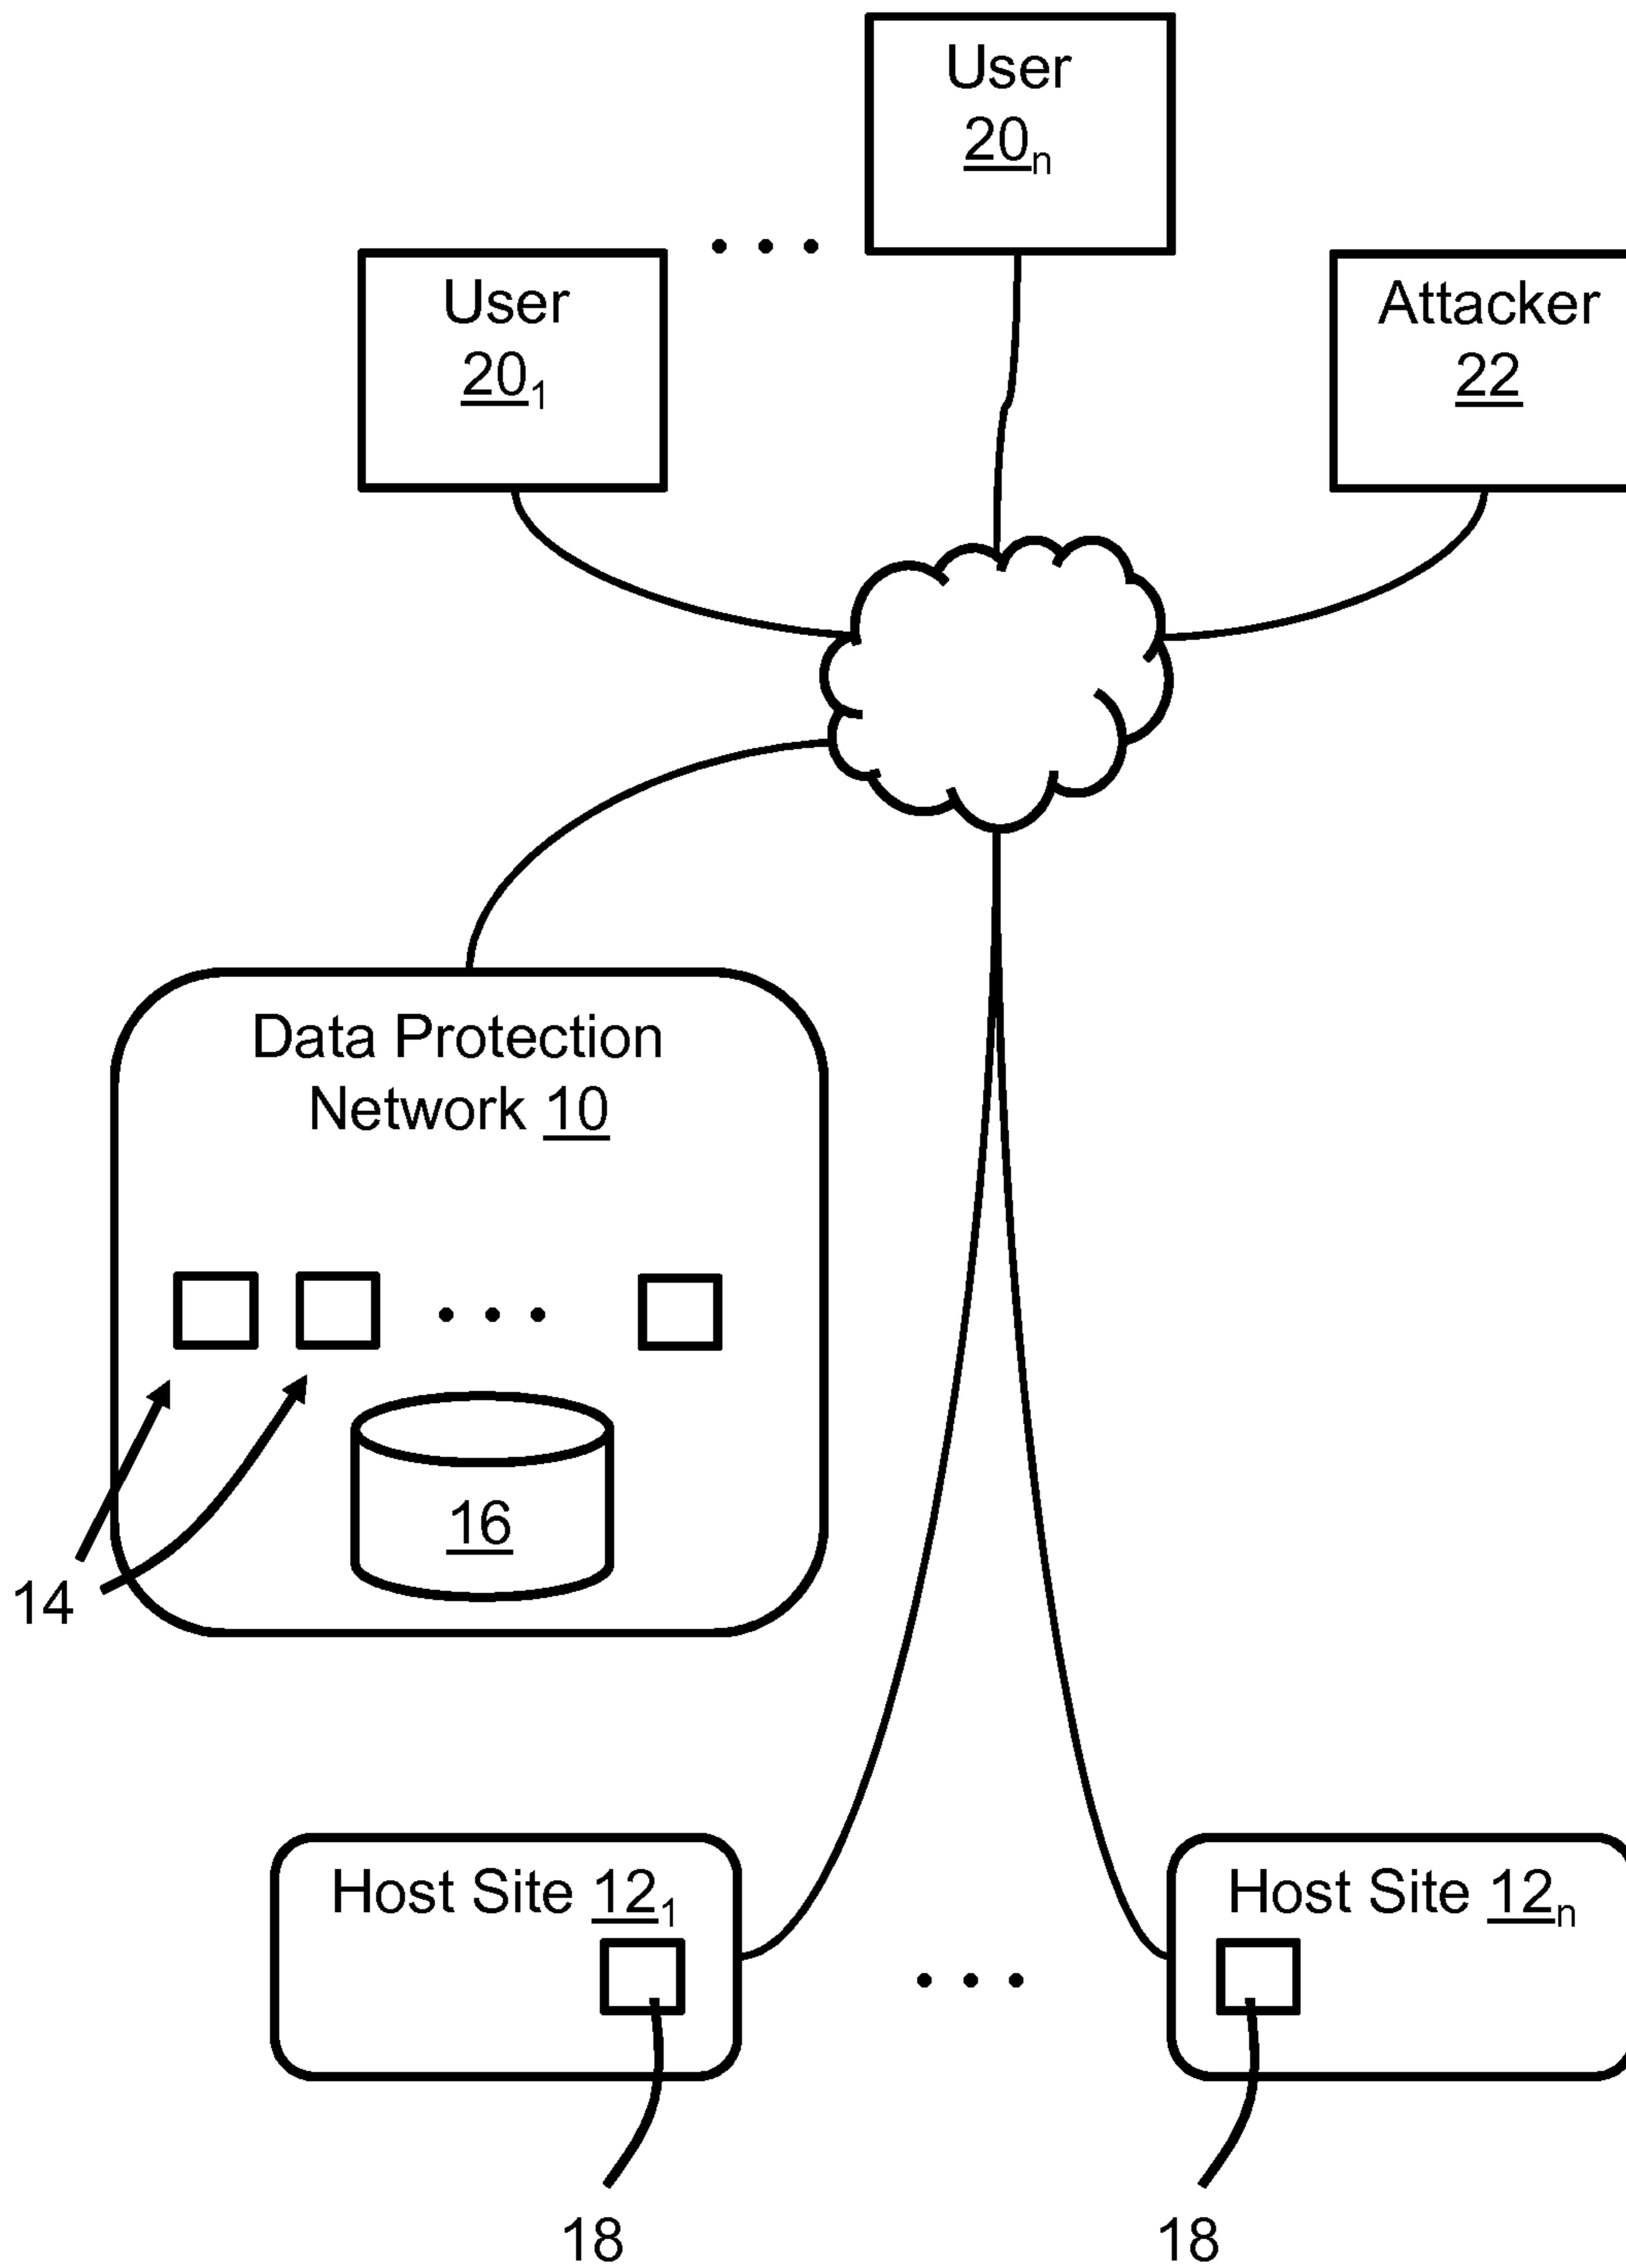 User
20n
User
201
Attacker
22
Data Protection
Network 10
16
14
Host Site 121
Host Site 12n
18
18